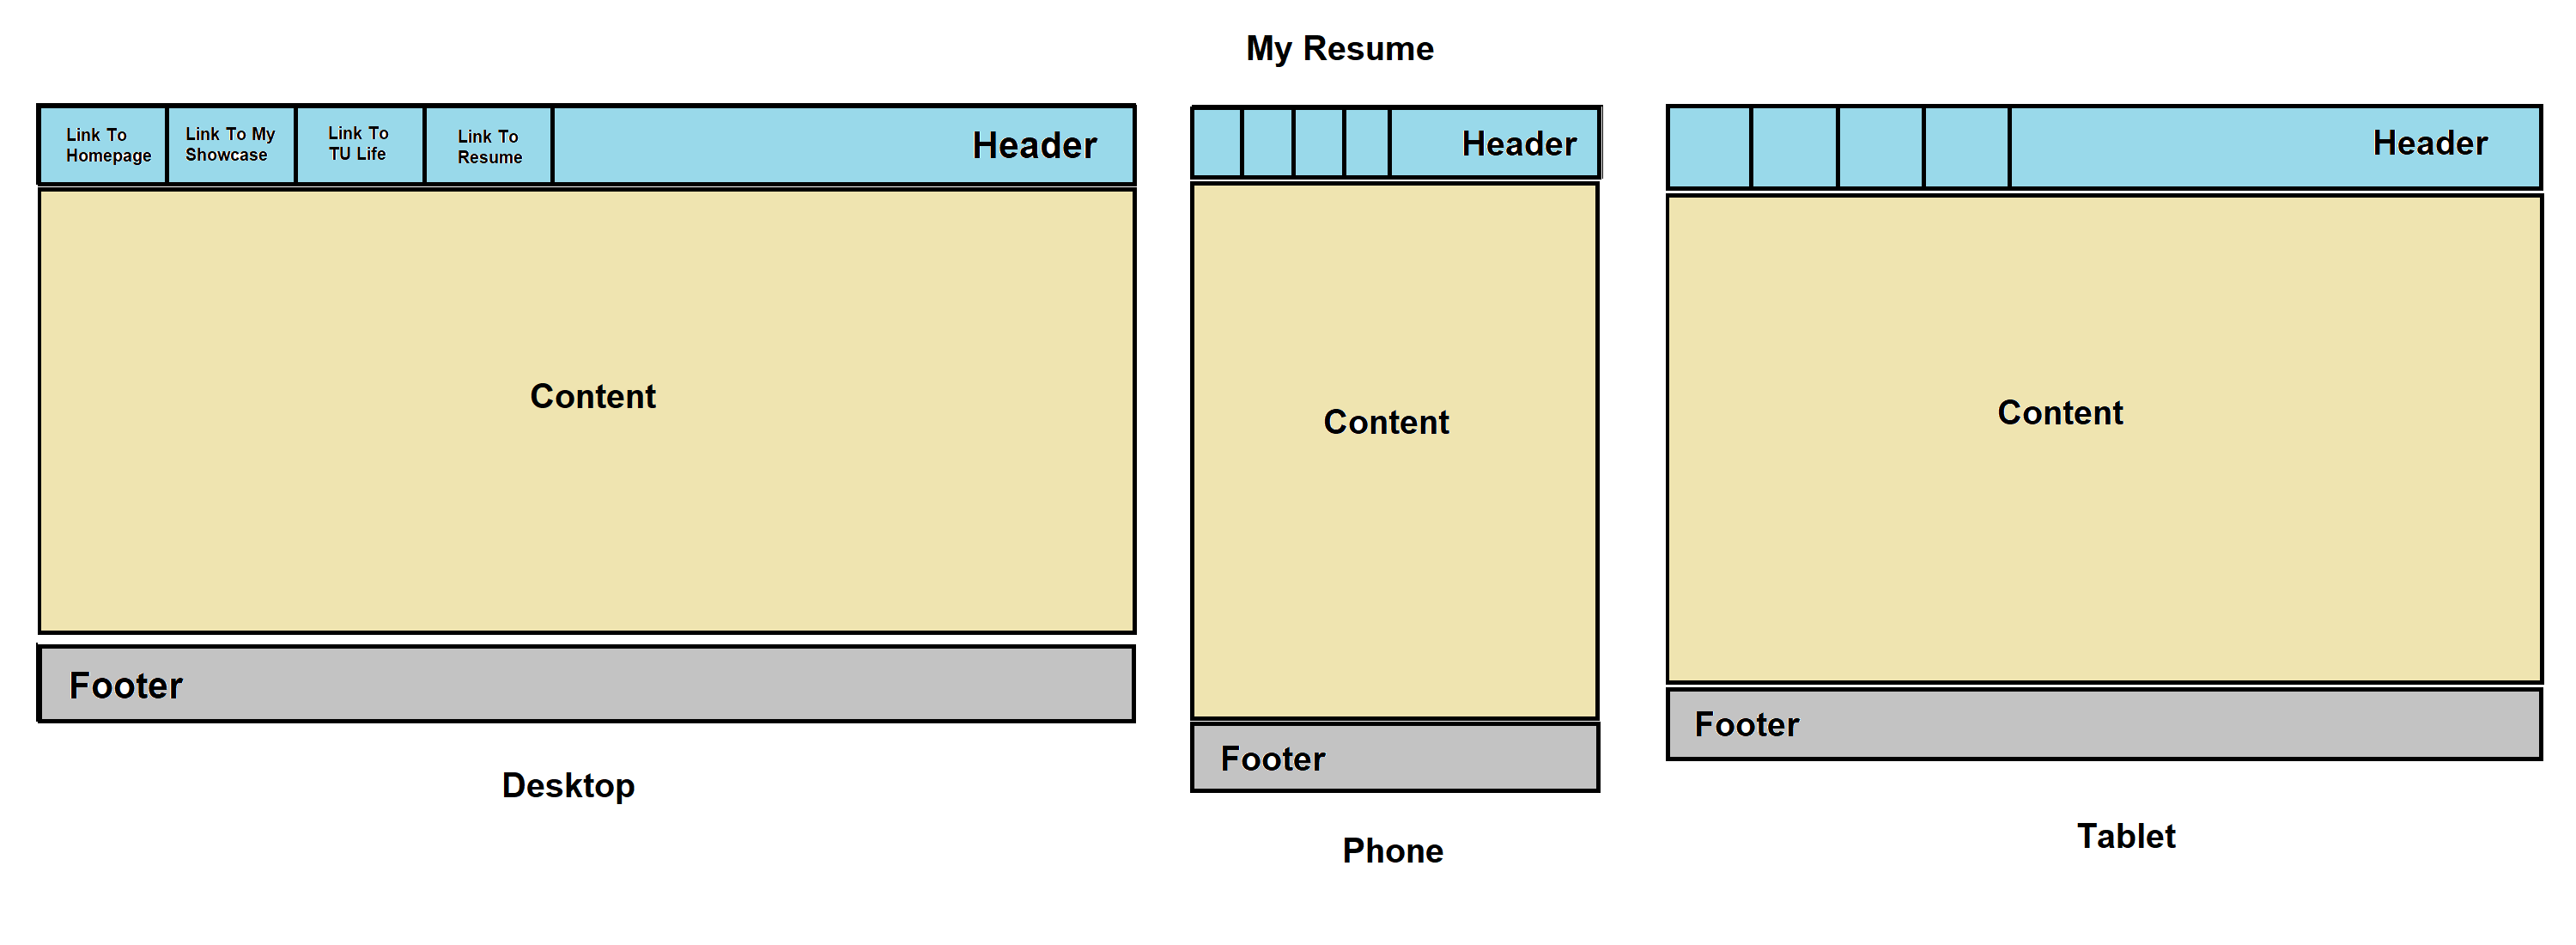 My Resume
Link To
Homepage
Link To My
Showcase
Link To
TU Life
Link To
Resume
Header
Content
Footer
Desktop
Header
Content
Footer
Phone
Header
Content
Footer
Tablet